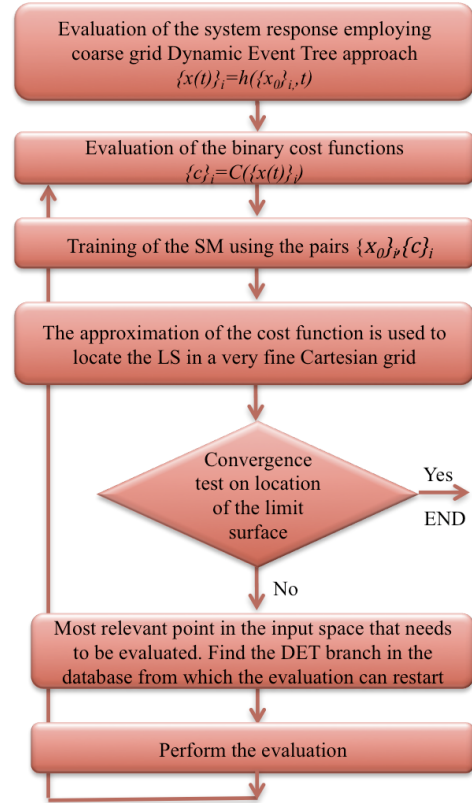 Evaluation of the system response employing
coarse grid Dynamic Event Tree approach
{x(t)}i=h({x0}i,,t)
Evaluation of the binary cost functions
{c}i=C({x(t)}i)
Training of the SM using the pairs {x0}i,{c}i
The approximation of the cost function is used to
locate the LS in a very fine Cartesian grid
Convergence
test on location
of the limit
surface
Yes
END
No
Most relevant point in the input space that needs
to be evaluated. Find the DET branch in the
database from which the evaluation can restart
Perform the evaluation